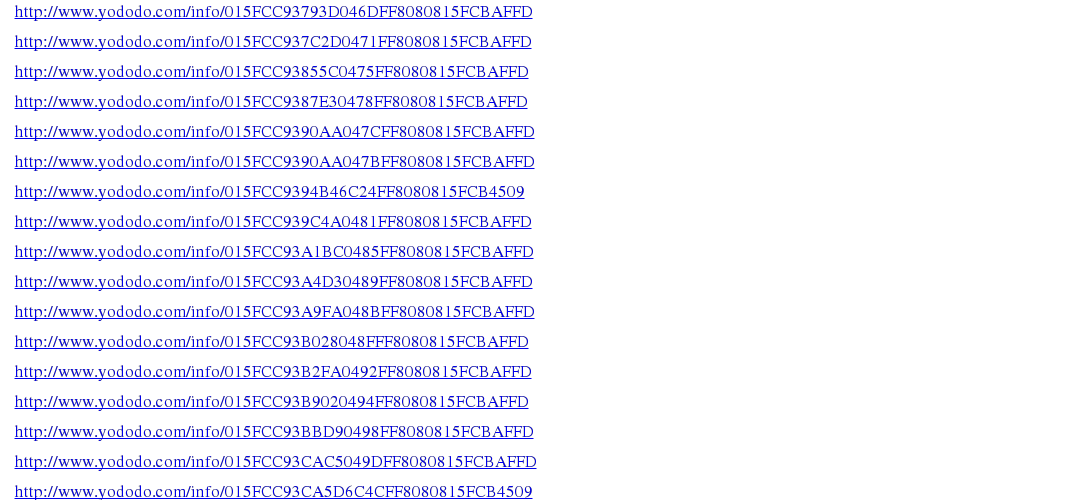 http://www.yododo.com/info/015FCC93793D046DFF8080815FCBAFFD
http://www.yododo.com/info/015FCC937C2D0471FF8080815FCBAFFD
http://www.yododo.com/info/015FCC93855C0475FF8080815FCBAFFD
http://www.yododo.com/info/015FCC9387E30478FF8080815FCBAFFD
http://www.yododo.com/info/015FCC9390AA047CFF8080815FCBAFFD
http://www.yododo.com/info/015FCC9390AA047BFF8080815FCBAFFD
http://www.yododo.com/info/015FCC9394B46C24FF8080815FCB4509
http://www.yododo.com/info/015FCC939C4A0481FF8080815FCBAFFD
http://www.yododo.com/info/015FCC93A1BC0485FF8080815FCBAFFD
http://www.yododo.com/info/015FCC93A4D30489FF8080815FCBAFFD
http://www.yododo.com/info/015FCC93A9FA048BFF8080815FCBAFFD
http://www.yododo.com/info/015FCC93B028048FFF8080815FCBAFFD
http://www.yododo.com/info/015FCC93B2FA0492FF8080815FCBAFFD
http://www.yododo.com/info/015FCC93B9020494FF8080815FCBAFFD
http://www.yododo.com/info/015FCC93BBD90498FF8080815FCBAFFD
http://www.yododo.com/info/015FCC93CAC5049DFF8080815FCBAFFD
http://www.yododo.com/info/015FCC93CA5D6C4CFF8080815FCB4509